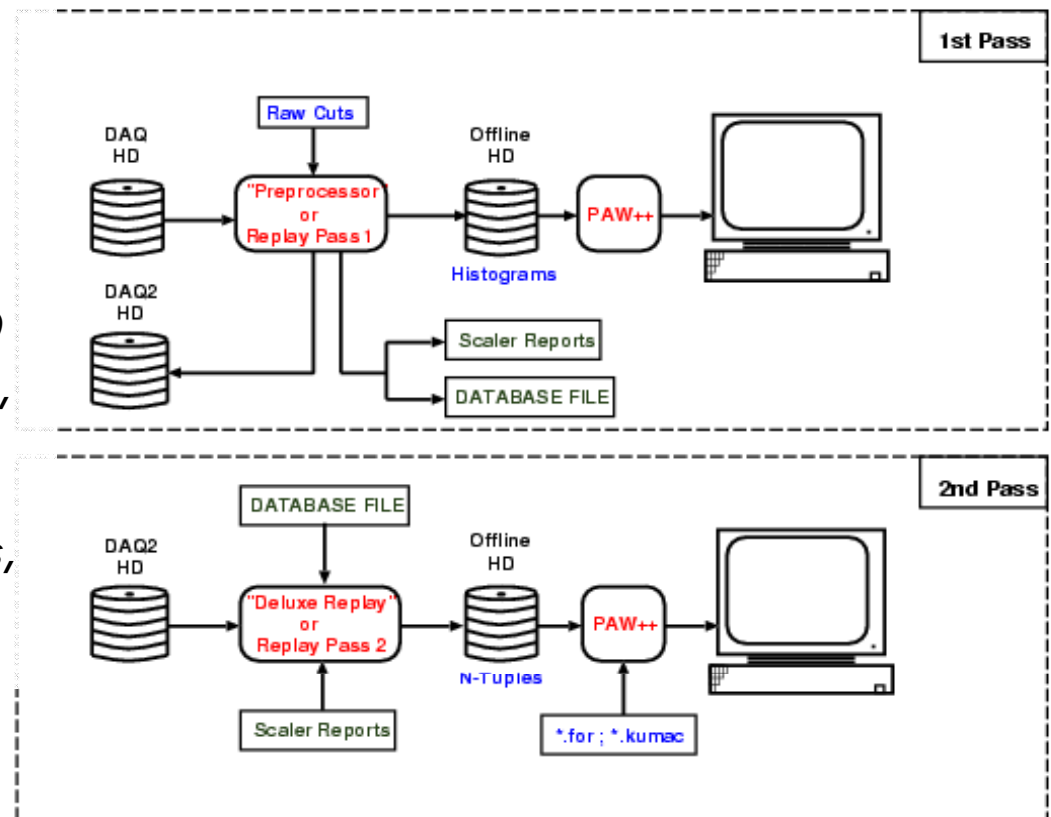 1st Pass
Raw Cuts
DAQ
HD
Offline
HD
"Preprocessor"
or
Replay Pass 1
PAW++
Histograms
DAQ2
HD
)
Scaler Reports
,
DATABASE FILE
2nd Pass
DATABASE FILE
DAQ2
HD
Offline
HD
s,
"Deluxe Replay"
or
Replay Pass 2
PAW++
N-Tuples
Scaler Reports
*.for ; *.kumac